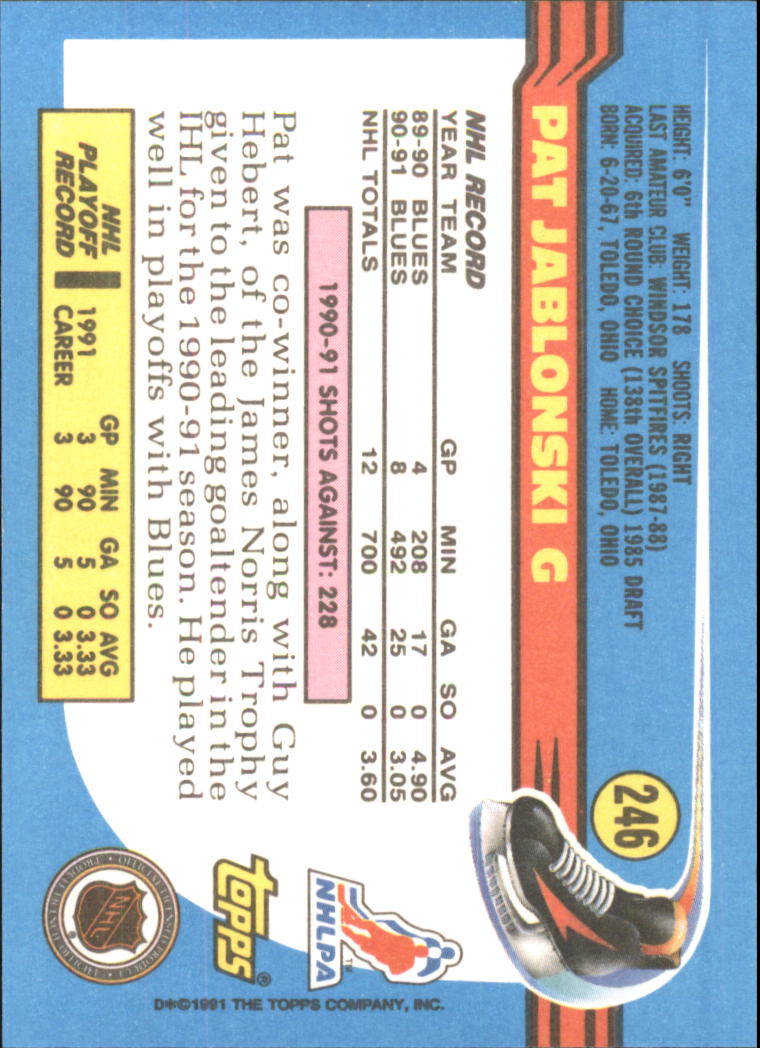 246
HEIGHT: 6'0" WEIGHT: 178 SHOOTS: RIGHT
LAST AMATEUR CLUB: WINDSOR SPITFIRES (1987-88)
ACQUIRED: 6th ROUND CHOICE (138th OVERALL) 1985 DRAFT
BORN: 6-20-67, TOLEDO, OHIO HOME: TOLEDO, OHIO
PAT JABLONSKI G
NHL RECORD
YEAR TEAM GP MIN GA SO AVG
89-90 BLUES 4 208 17 0 4.90
90-91 BLUES 8 492 25 0 3.05
NHL TOTALS 12 700 42 0 3.60
1990-91 SHOTS AGAINST: 228
Pat was co-winner, along with Guy
Hebert, of the James Norris Trophy
given to the leading goaltender in the
IHL for the 1990-91 season. He played
well in playoffs with Blues.
NHL
PLAYOFF
RECORD
GP MIN GA SO AVG
1991 3 90 5 0 3.33
CAREER 3 90 5 0 3.33
NHLPA
TM
topps®
NHL
®
OFFICIAL LICENSED PRODUCT
D*©1991 THE TOPPS COMPANY, INC.